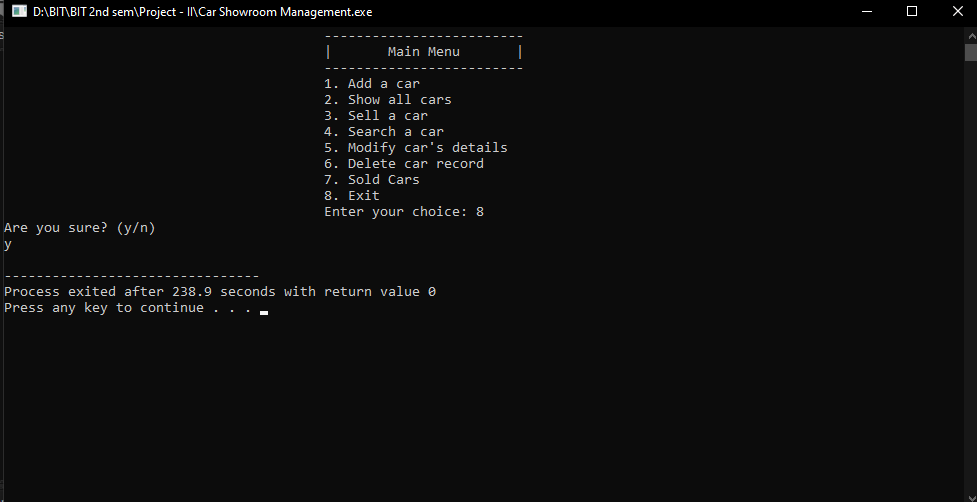 D:\BIT\BIT 2nd sem\Project - II\Car Showroom Management.exe
-------------------------
|       Main Menu       |
-------------------------
1. Add a car
2. Show all cars
3. Sell a car
4. Search a car
5. Modify car's details
6. Delete car record
7. Sold Cars
8. Exit
Enter your choice: 8
Are you sure? (y/n)
y
--------------------------------
Process exited after 238.9 seconds with return value 0
Press any key to continue . . .